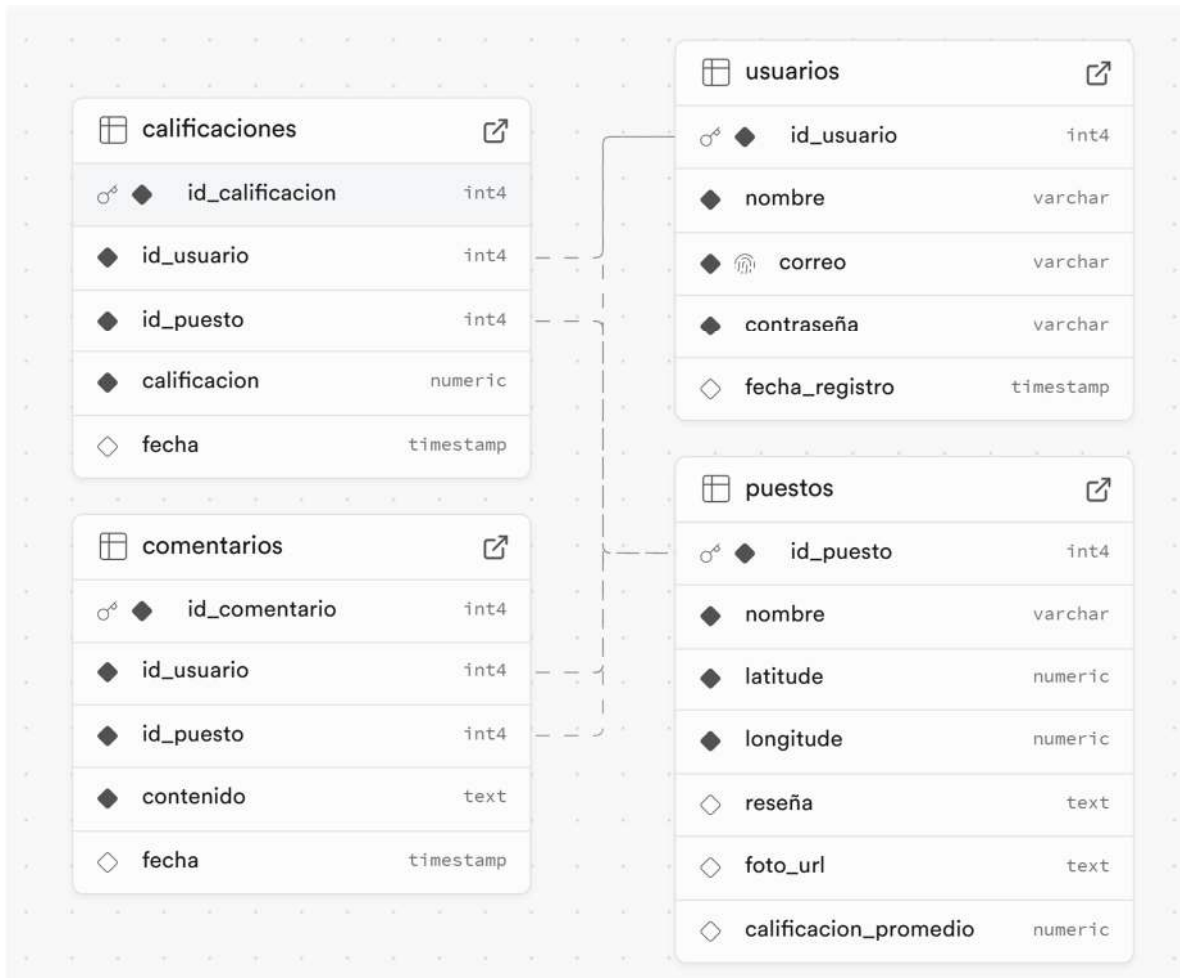 calificaciones
id_calificacion int4
id_usuario int4
id_puesto int4
calificacion numeric
fecha timestamp
comentarios
id_comentario int4
id_usuario int4
id_puesto int4
contenido text
fecha timestamp
usuarios
id_usuario int4
nombre varchar
correo varchar
contraseña varchar
fecha_registro timestamp
puestos
id_puesto int4
nombre varchar
latitude numeric
longitude numeric
reseña text
foto_url text
calificacion_promedio numeric